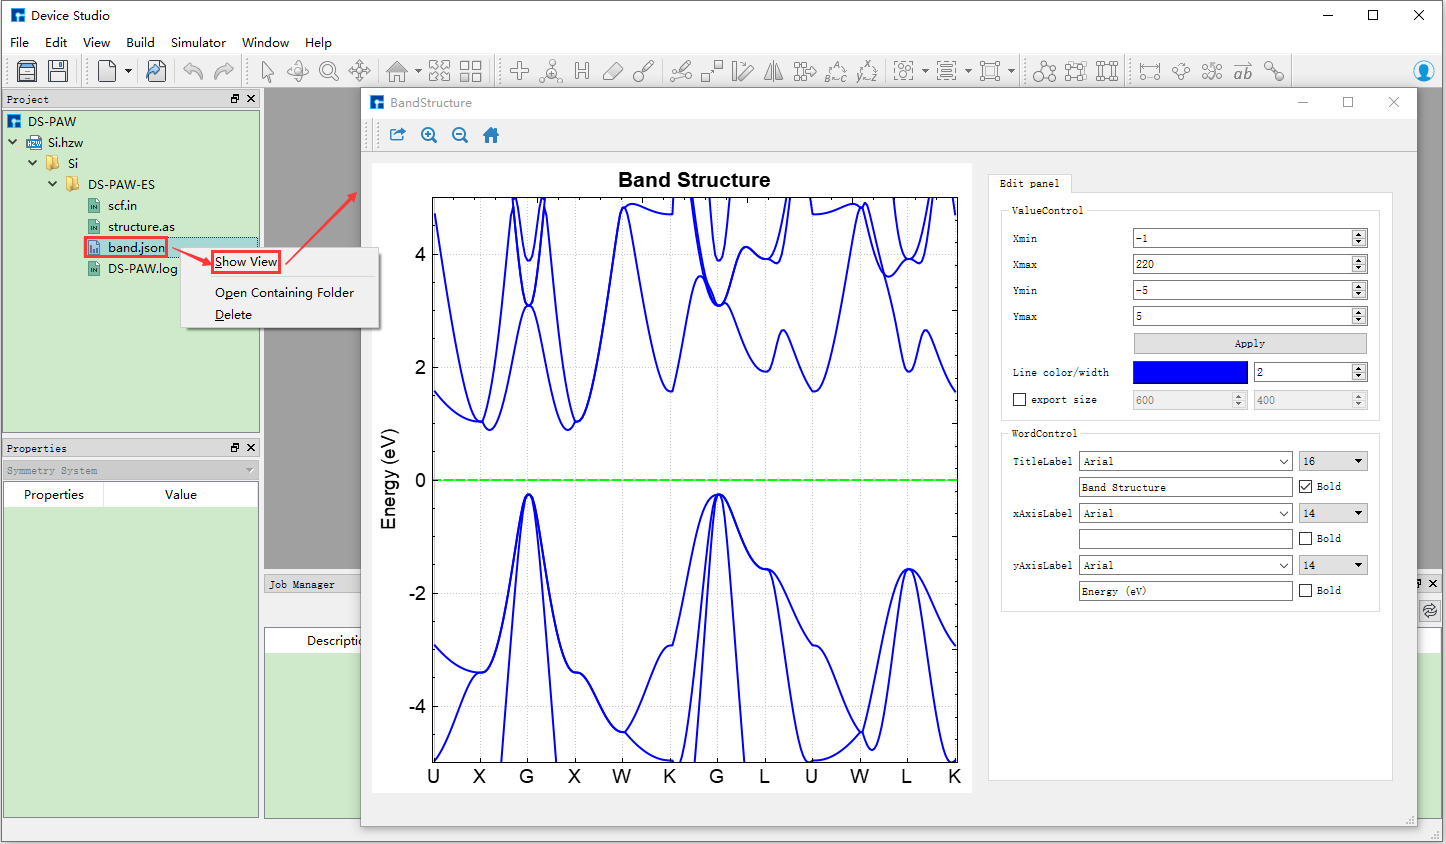 Device Studio
File Edit View Build Simulator Window Help
Project
DS-PAW
Si.hzw
Si
DS-PAW-ES
scf.in
structure.as
band.json
DS-PAW.log
Show View
Open Containing Folder
Delete
Properties
Symmetry System
Properties Value
Job Manager
Descriptio
BandStructure
Band Structure
Energy (eV)
4
2
0
-2
-4
U X G X W K G L U W L K
Edit panel
ValueControl
Xmin -1
Xmax 220
Ymin -5
Ymax 5
Apply
Line color/width 2
export size 600 400
WordControl
TitleLabel Arial 16
Band Structure Bold
xAxisLabel Arial 14
Bold
yAxisLabel Arial 14
Energy (eV) Bold